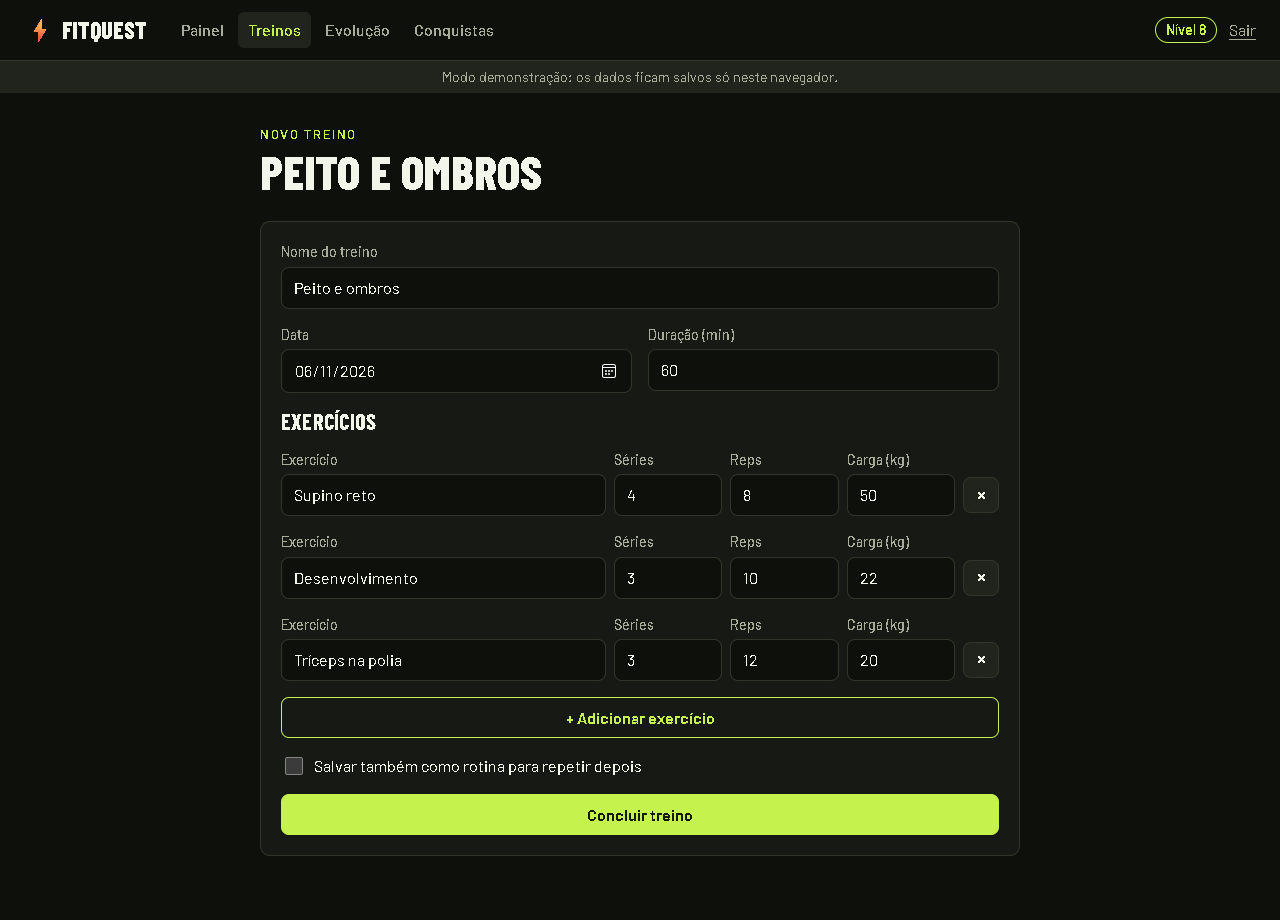 FITQUEST Painel Treinos Evolução Conquistas Nível 8 Sair
Modo demonstração: os dados ficam salvos só neste navegador.
NOVO TREINO
PEITO E OMBROS
Nome do treino
Peito e ombros
Data Duração (min)
06/11/2026 60
EXERCÍCIOS
Exercício Séries Reps Carga (kg)
Supino reto 4 8 50 ×
Exercício Séries Reps Carga (kg)
Desenvolvimento 3 10 22 ×
Exercício Séries Reps Carga (kg)
Tríceps na polia 3 12 20 ×
+ Adicionar exercício
Salvar também como rotina para repetir depois
Concluir treino